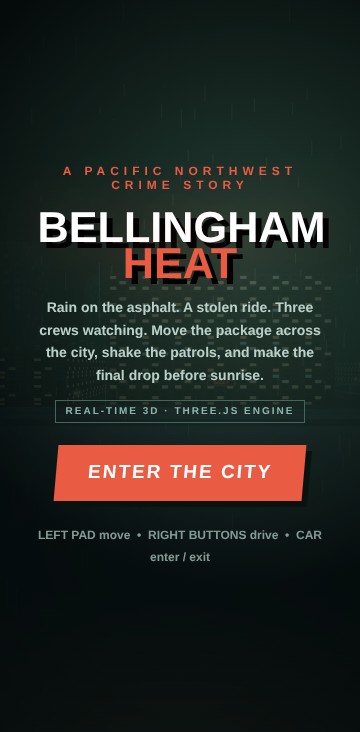 A PACIFIC NORTHWEST
CRIME STORY
BELLINGHAM
HEAT
Rain on the asphalt. A stolen ride. Three
crews watching. Move the package across
the city, shake the patrols, and make the
final drop before sunrise.
REAL-TIME 3D · THREE.JS ENGINE
ENTER THE CITY
LEFT PAD move • RIGHT BUTTONS drive • CAR
enter / exit